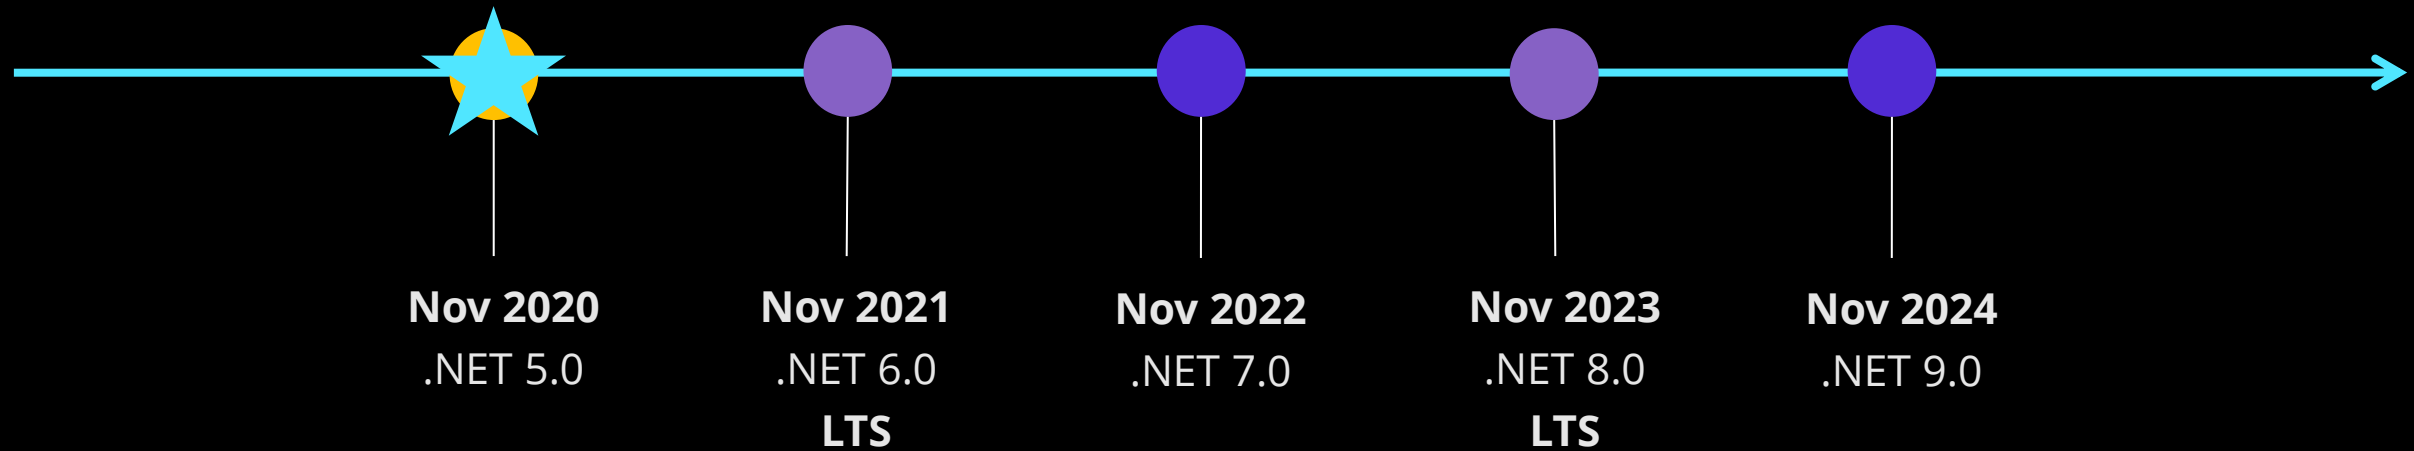 Nov 2020
.NET 5.0
Nov 2021
.NET 6.0
LTS
Nov 2022
.NET 7.0
Nov 2023
.NET 8.0
LTS
Nov 2024
.NET 9.0